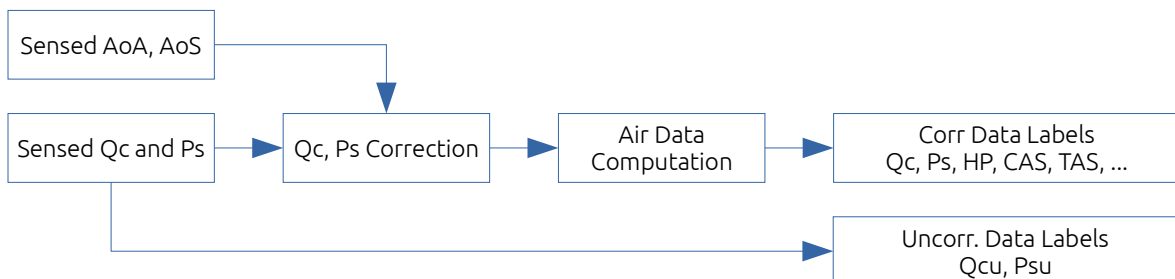 Sensed AoA, AoS
Sensed Qc and Ps
Qc, Ps Correction
Air Data
Computation
Corr Data Labels
Qc, Ps, HP, CAS, TAS, ...
Uncorr. Data Labels
Qcu, Psu